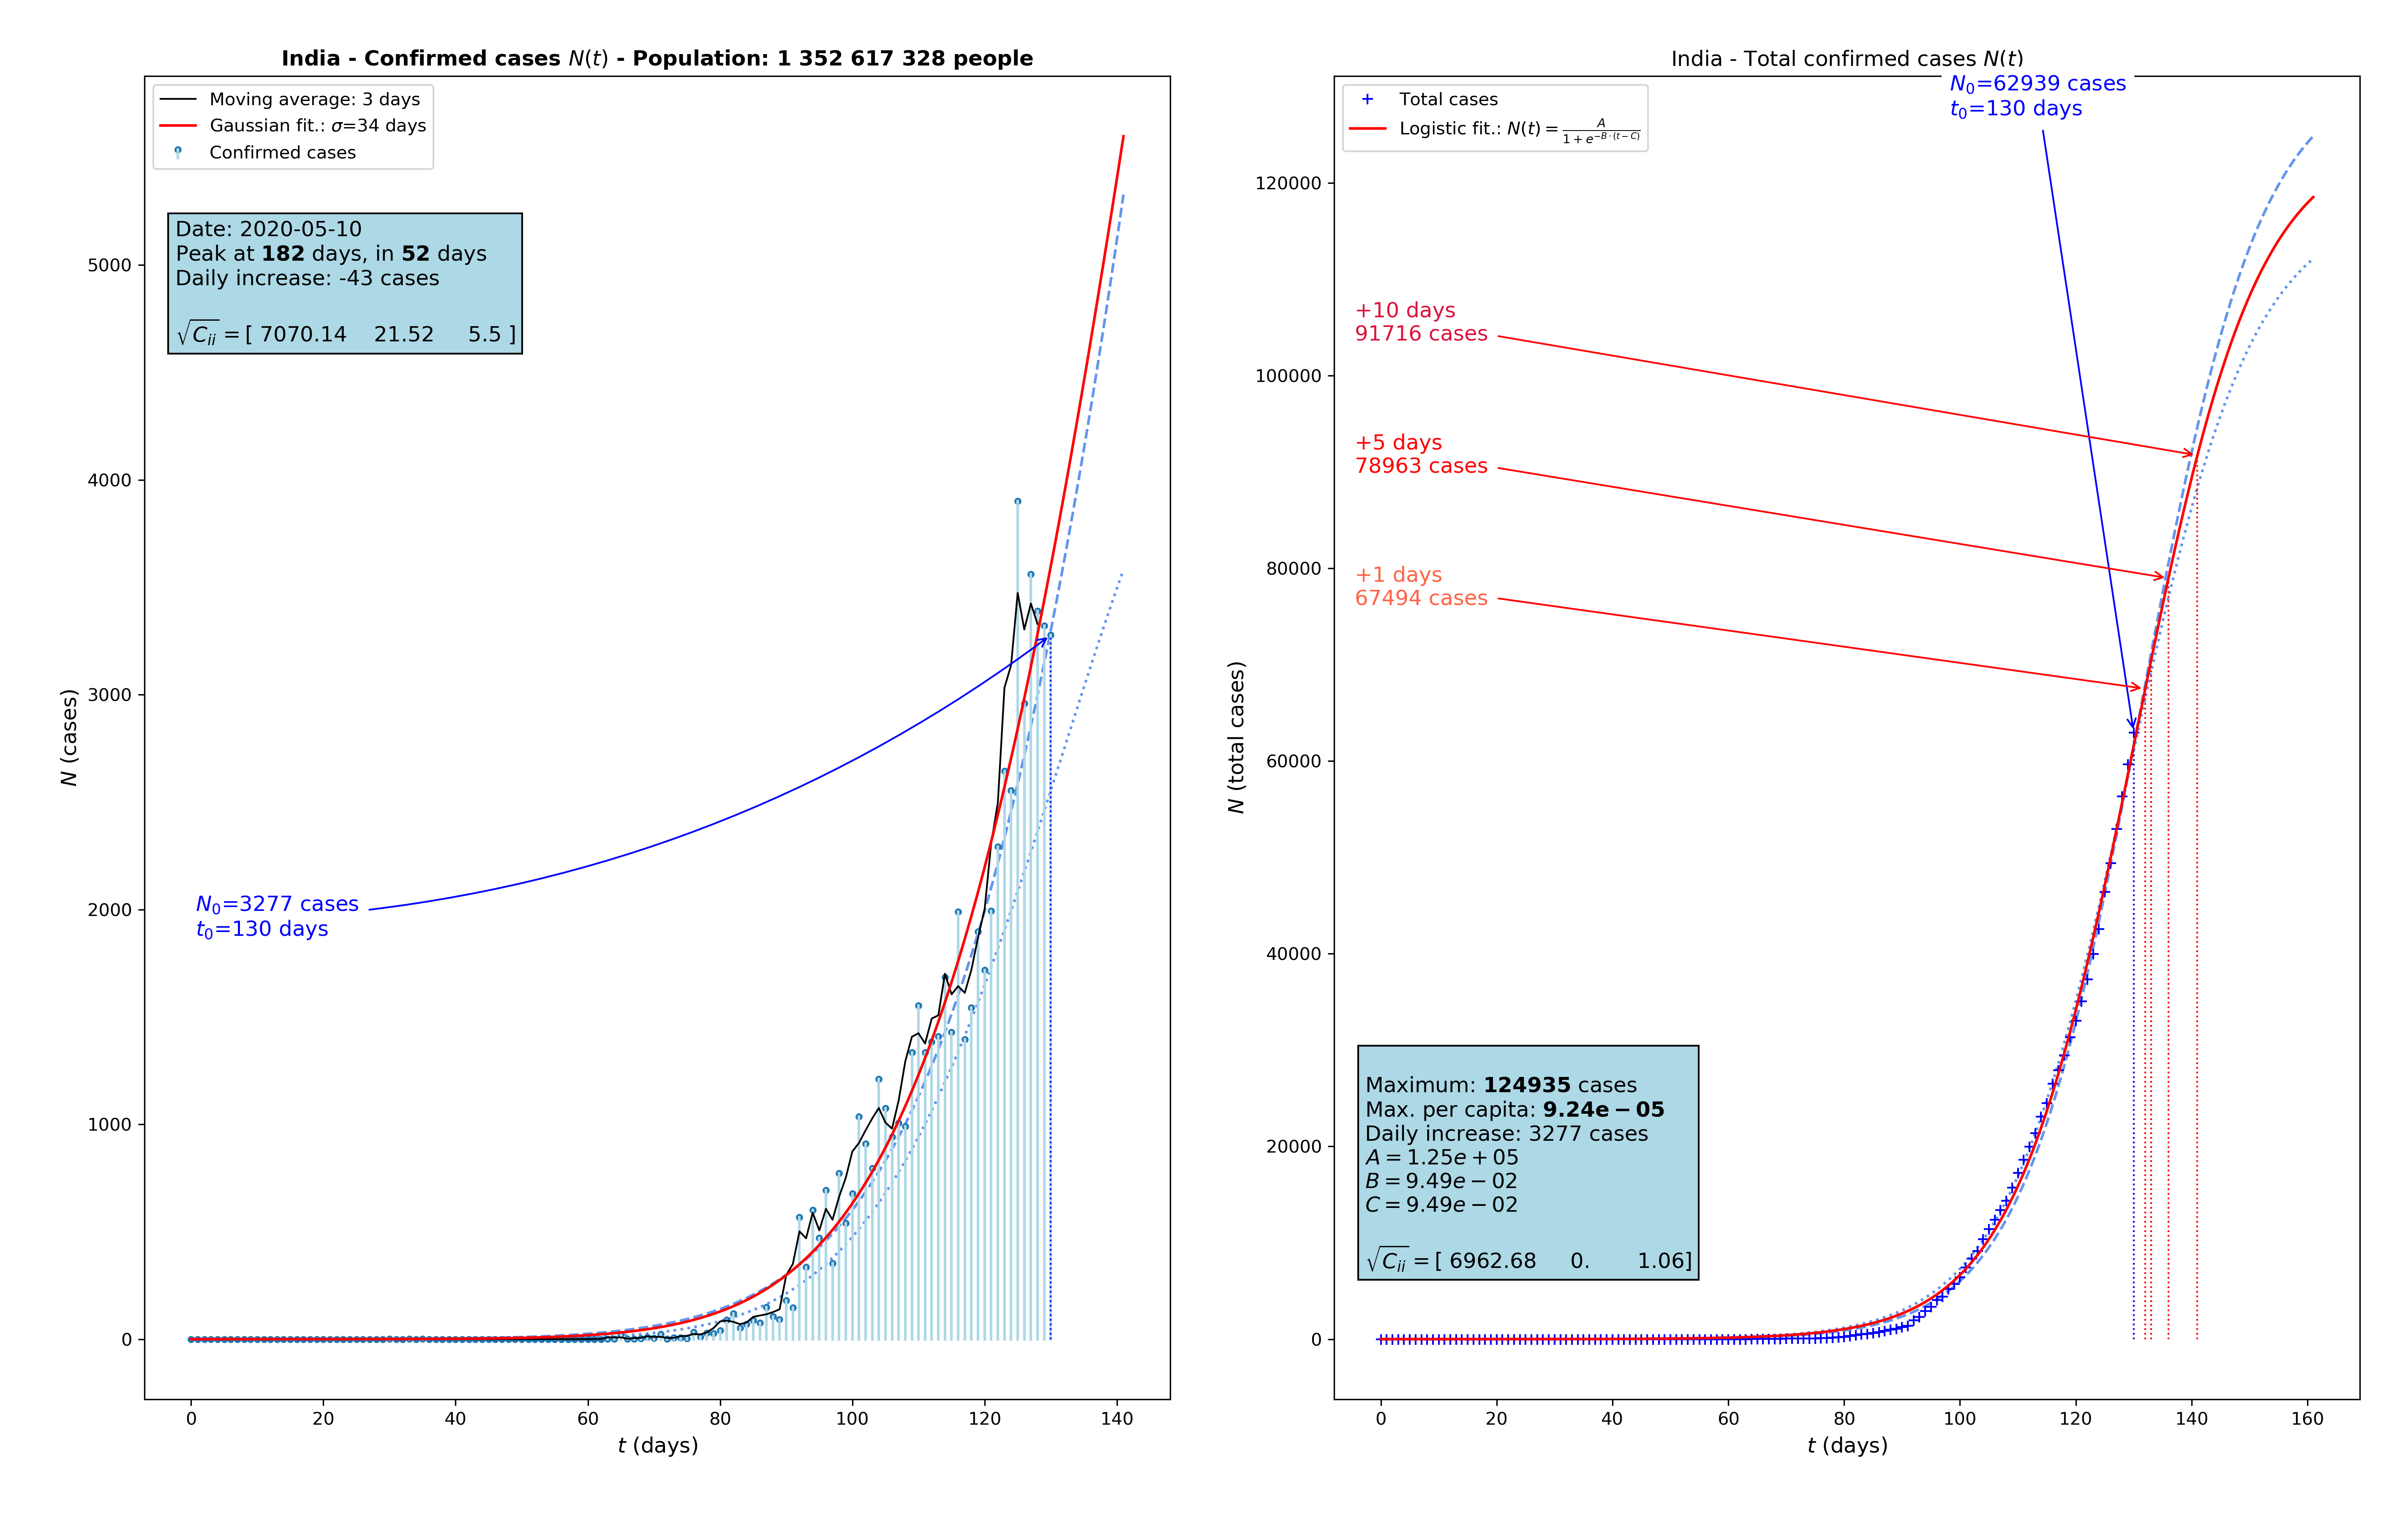 India - Confirmed cases N(t) - Population: 1 352 617 328 people
Moving average: 3 days
Gaussian fit.: σ=34 days
Confirmed cases
Date: 2020-05-10
Peak at 182 days, in 52 days
Daily increase: -43 cases
√C_ii = [ 7070.14 21.52 5.5 ]
N₀=3277 cases
t₀=130 days
5000
4000
3000
2000
1000
0
N (cases)
0 20 40 60 80 100 120 140
t (days)
India - Total confirmed cases N(t)
N₀=62939 cases
t₀=130 days
Total cases
Logistic fit.: N(t) = A / (1 + e^(−B·(t−C)))
+10 days
91716 cases
+5 days
78963 cases
+1 days
67494 cases
Maximum: 124935 cases
Max. per capita: 9.24e − 05
Daily increase: 3277 cases
A = 1.25e + 05
B = 9.49e − 02
C = 9.49e − 02
√C_ii = [ 6962.68 0. 1.06]
120000
100000
80000
60000
40000
20000
0
N (total cases)
0 20 40 60 80 100 120 140 160
t (days)